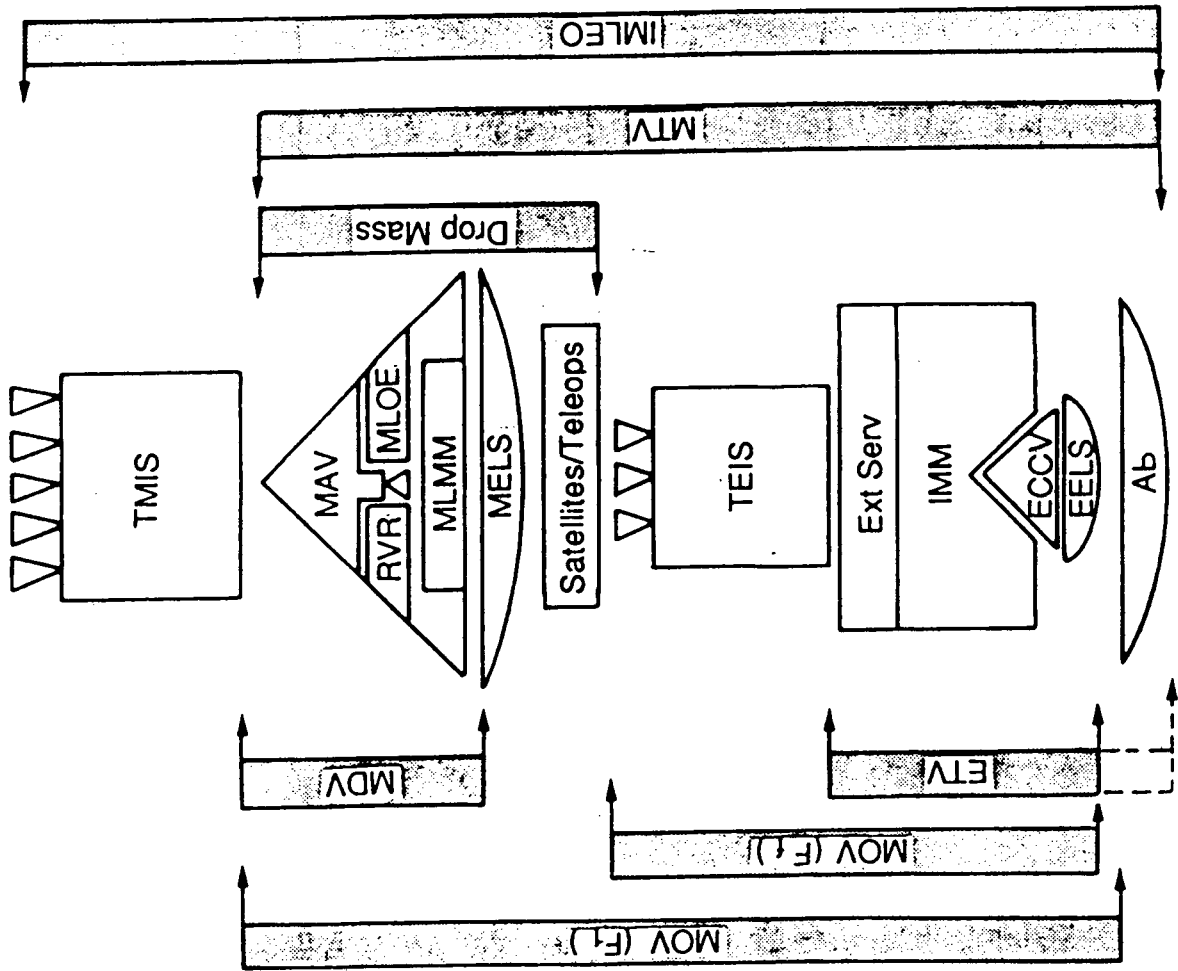 IMLEO
MTV
Drop Mass
TMIS
MAV
RVR
MLOE
MLMM
MELS
Satellites/Teleops
TEIS
Ext Serv
IMM
ECCV
EELS
Ab
MDV
ETV
MOV (F₁)
MOV (F₁)